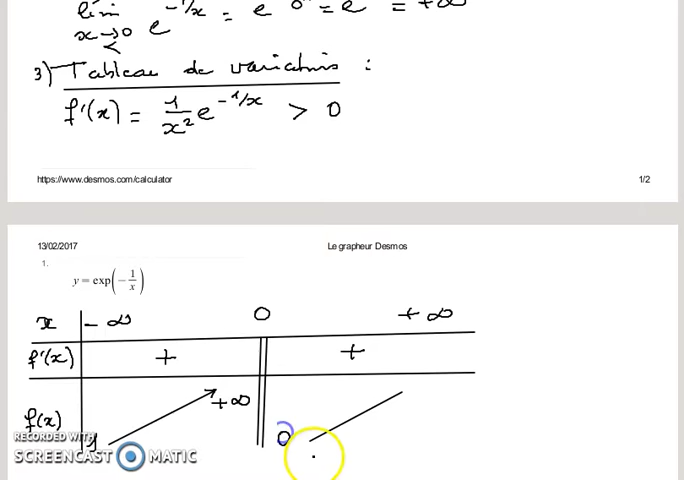 lim e^{-1/x} = e^{0^-} = e = +∞
x→0
<
3) Tableau de variations :
f'(x) = 1/x² e^{-1/x} > 0
https://www.desmos.com/calculator 1/2
13/02/2017 Le grapheur Desmos
1.
y = exp(-1/x)
x -∞ 0 +∞
f'(x) + +
f(x) 1 +∞ 0
RECORDED WITH
SCREENCAST MATIC